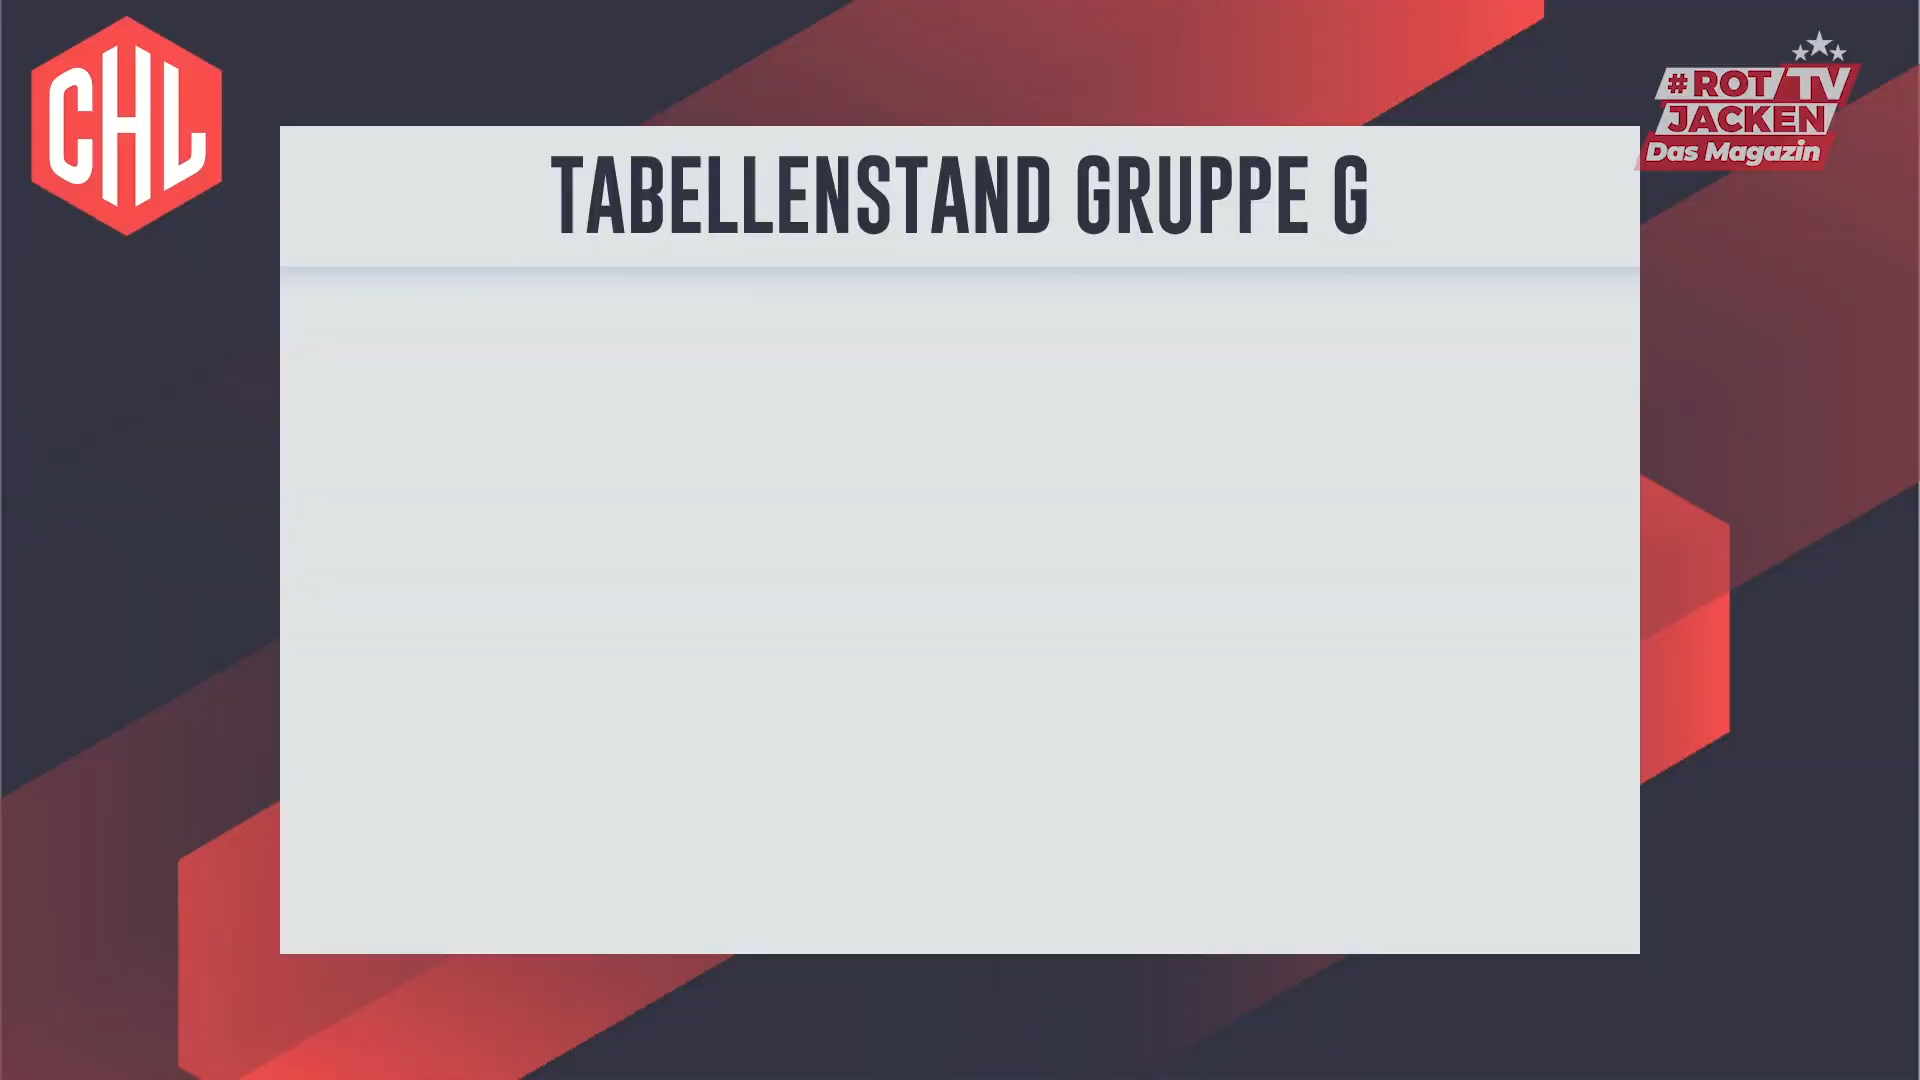 CHL
TABELLENSTAND GRUPPE G
#ROT TV
JACKEN
Das Magazin